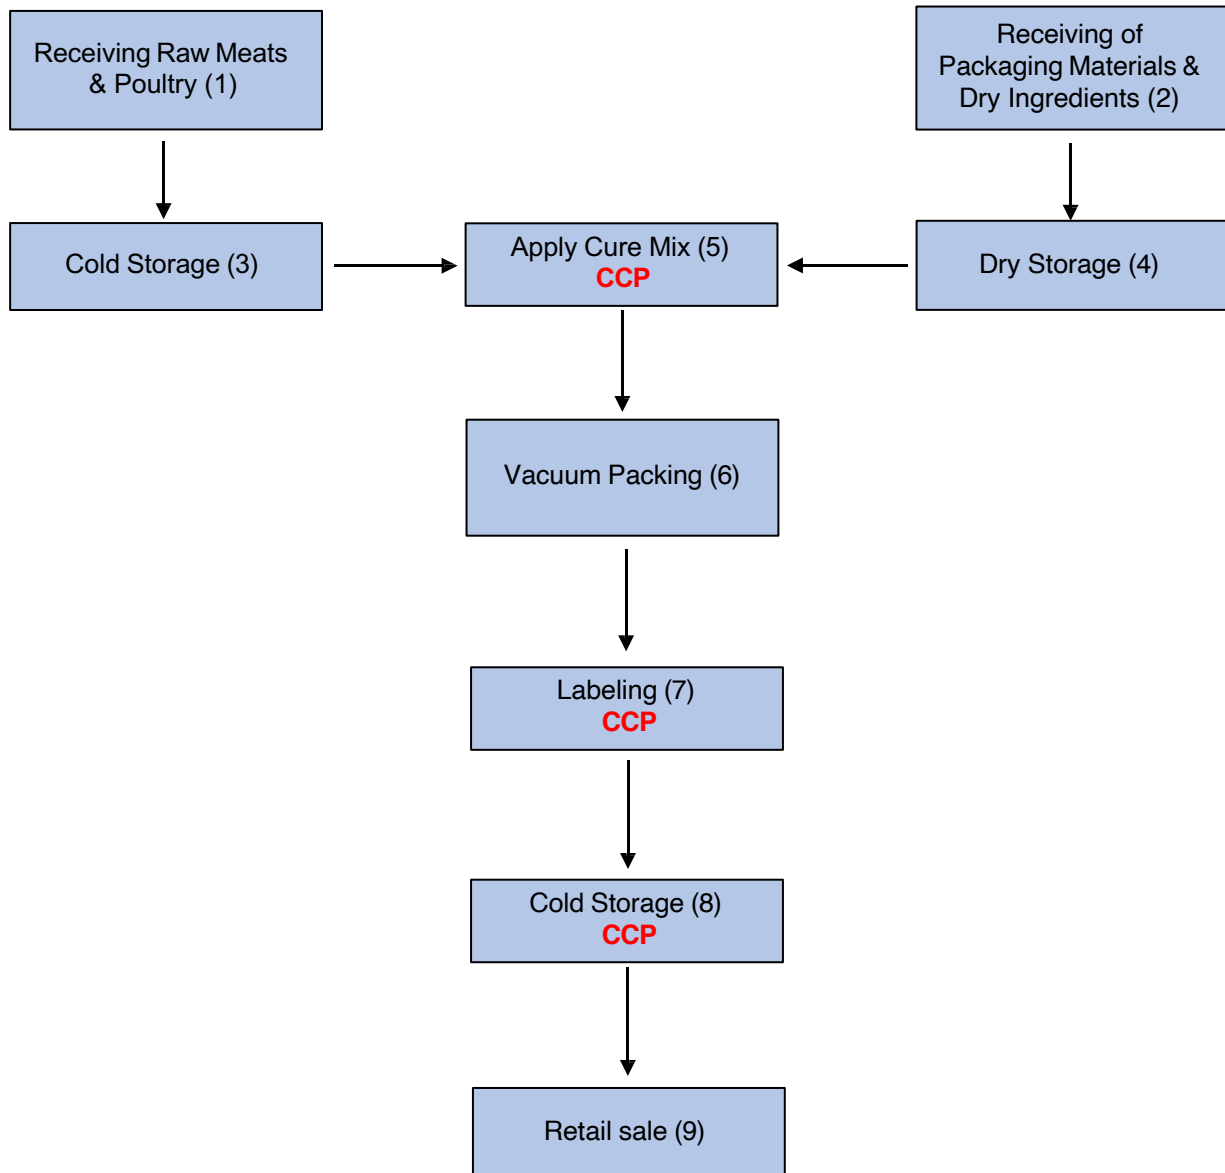 Receiving Raw Meats
& Poultry (1)
Receiving of
Packaging Materials &
Dry Ingredients (2)
Cold Storage (3)
Apply Cure Mix (5)
CCP
Dry Storage (4)
Vacuum Packing (6)
Labeling (7)
CCP
Cold Storage (8)
CCP
Retail sale (9)